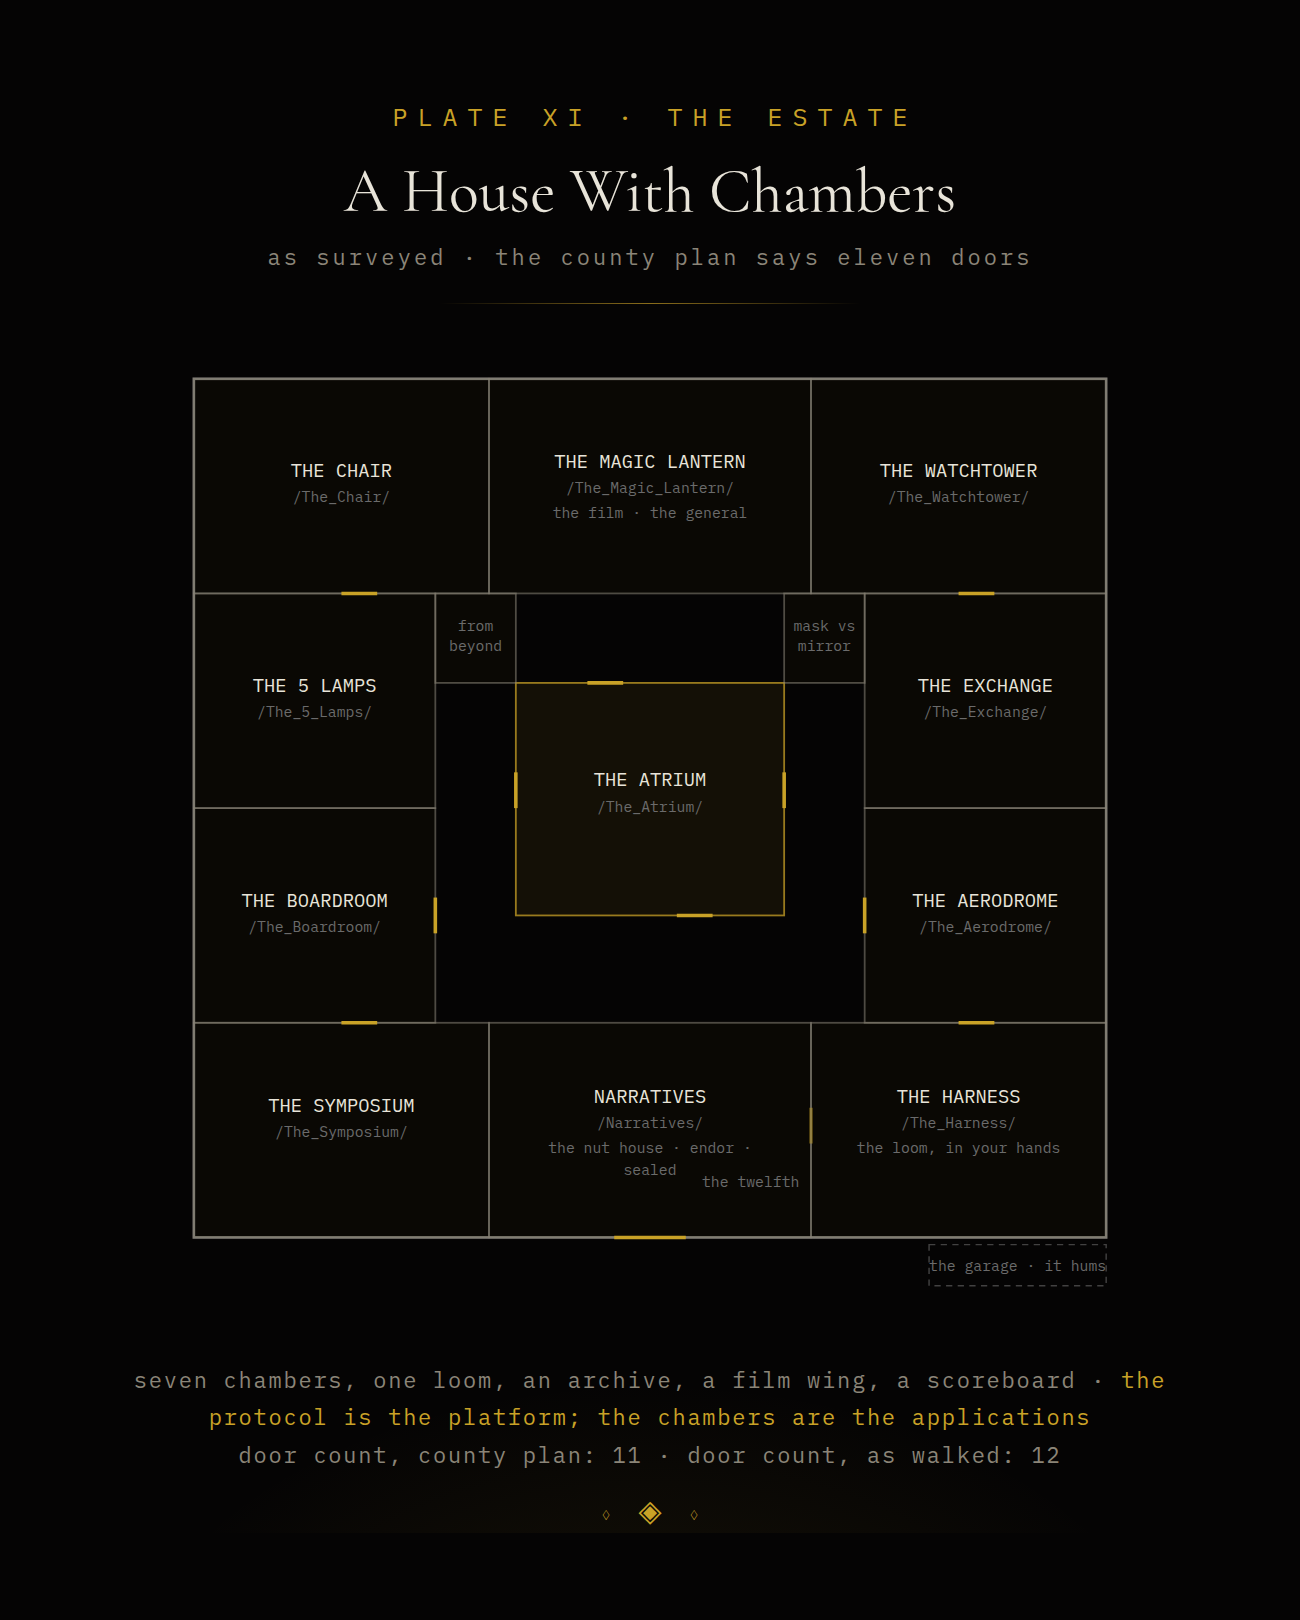 PLATE XI · THE ESTATE
A House With Chambers
as surveyed · the county plan says eleven doors
THE CHAIR
/The_Chair/
THE MAGIC LANTERN
/The_Magic_Lantern/
the film · the general
THE WATCHTOWER
/The_Watchtower/
from
beyond
mask vs
mirror
THE 5 LAMPS
/The_5_Lamps/
THE EXCHANGE
/The_Exchange/
THE ATRIUM
/The_Atrium/
THE BOARDROOM
/The_Boardroom/
THE AERODROME
/The_Aerodrome/
THE SYMPOSIUM
/The_Symposium/
NARRATIVES
/Narratives/
the nut house · endor ·
sealed
the twelfth
THE HARNESS
/The_Harness/
the loom, in your hands
the garage · it hums
seven chambers, one loom, an archive, a film wing, a scoreboard · the
protocol is the platform; the chambers are the applications
door count, county plan: 11 · door count, as walked: 12